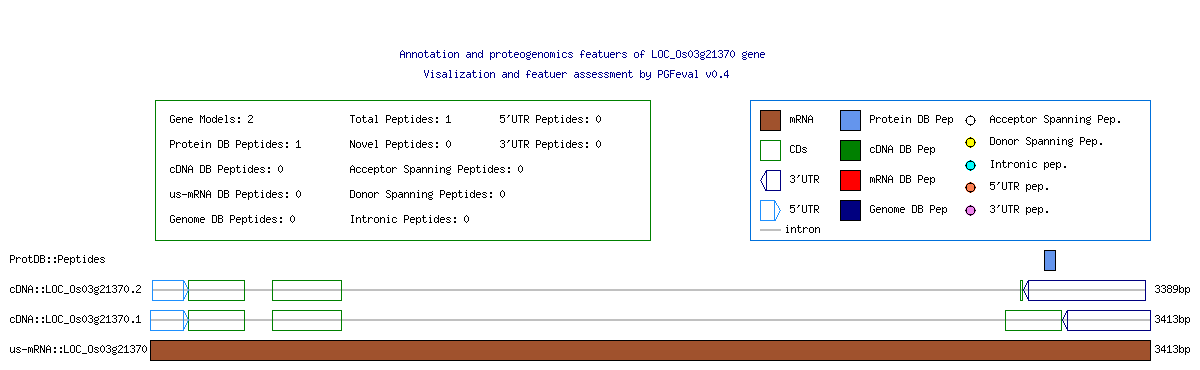 Annotation and proteogenomics featuers of LOC_Os03g21370 gene
Visalization and featuer assessment by PGFeval v0.4
Gene Models: 2 Total Peptides: 1 5'UTR Peptides: 0
Protein DB Peptides: 1 Novel Peptides: 0 3'UTR Peptides: 0
cDNA DB Peptides: 0 Acceptor Spanning Peptides: 0
us-mRNA DB Peptides: 0 Donor Spanning Peptides: 0
Genome DB Peptides: 0 Intronic Peptides: 0
mRNA Protein DB Pep Acceptor Spanning Pep.
CDs cDNA DB Pep Donor Spanning Pep.
3'UTR mRNA DB Pep Intronic pep.
5'UTR Genome DB Pep 5'UTR pep.
intron 3'UTR pep.
ProtDB::Peptides
cDNA::LOC_Os03g21370.2 3389bp
cDNA::LOC_Os03g21370.1 3413bp
us-mRNA::LOC_Os03g21370 3413bp